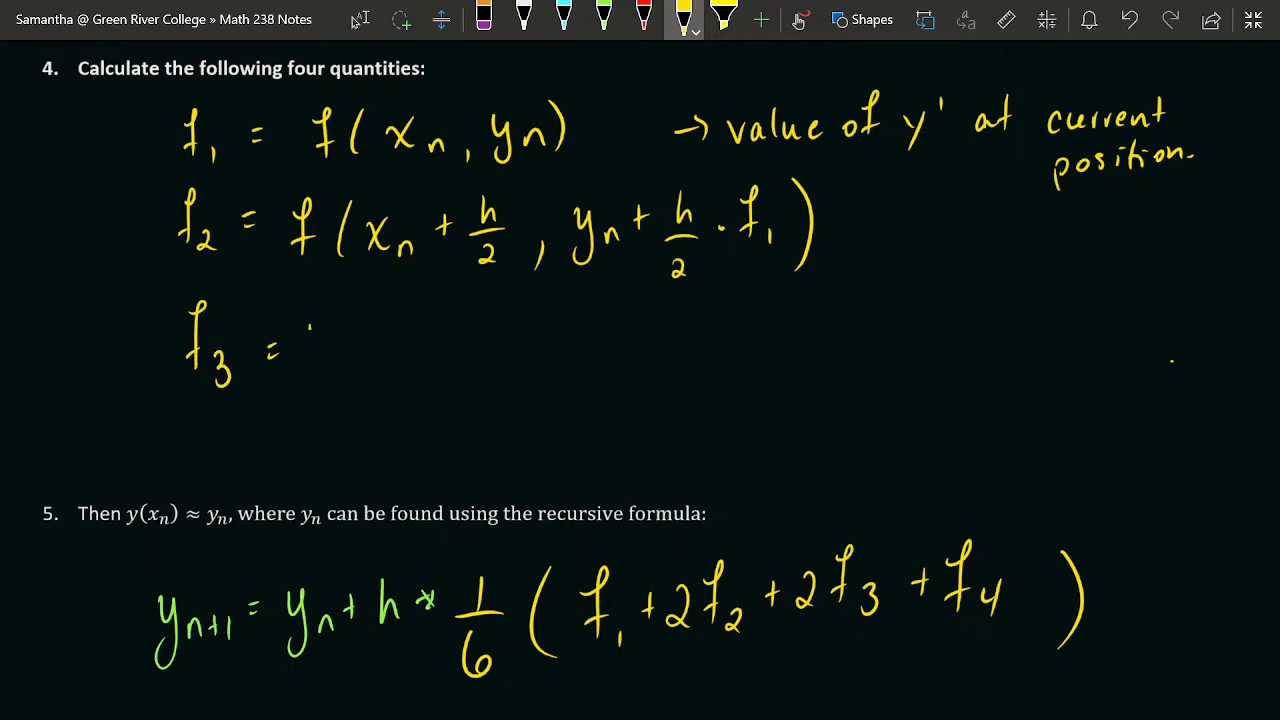 Samantha @ Green River College » Math 238 Notes
Shapes
4. Calculate the following four quantities:
f₁ = f(xₙ, yₙ) → value of y' at current
position.
f₂ = f(xₙ + h/2, yₙ + h/2 · f₁)
f₃ =
5. Then y(xₙ) ≈ yₙ, where yₙ can be found using the recursive formula:
yₙ₊₁ = yₙ + h * 1/6 (f₁ + 2f₂ + 2f₃ + f₄)